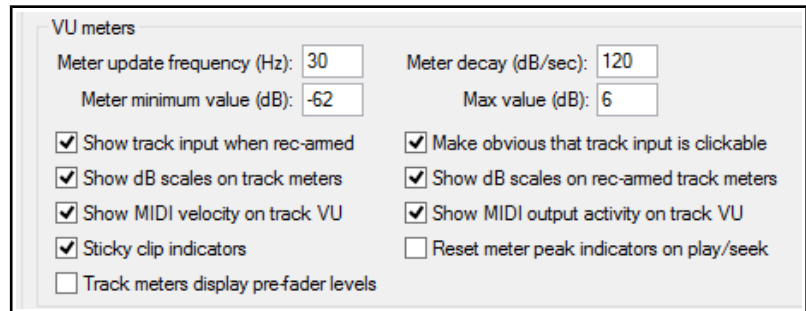 VU meters
Meter update frequency (Hz): 30 Meter decay (dB/sec): 120
Meter minimum value (dB): -62 Max value (dB): 6
Show track input when rec-armed Make obvious that track input is clickable
Show dB scales on track meters Show dB scales on rec-armed track meters
Show MIDI velocity on track VU Show MIDI output activity on track VU
Sticky clip indicators Reset meter peak indicators on play/seek
Track meters display pre-fader levels